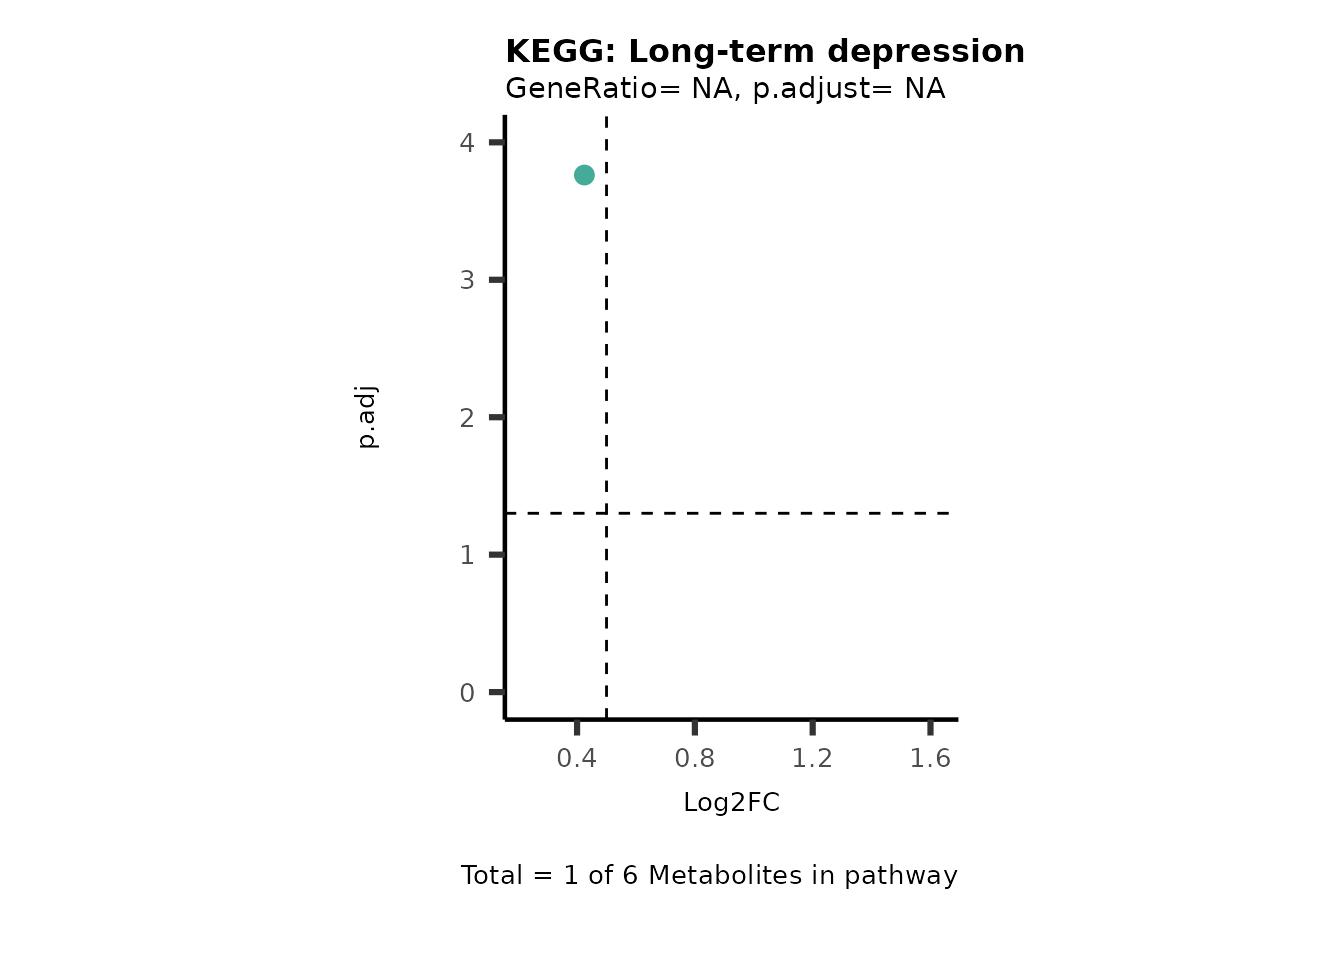 KEGG: Long-term depression
GeneRatio= NA, p.adjust= NA
4
3
2
1
0
p.adj
0.4 0.8 1.2 1.6
Log2FC
Total = 1 of 6 Metabolites in pathway